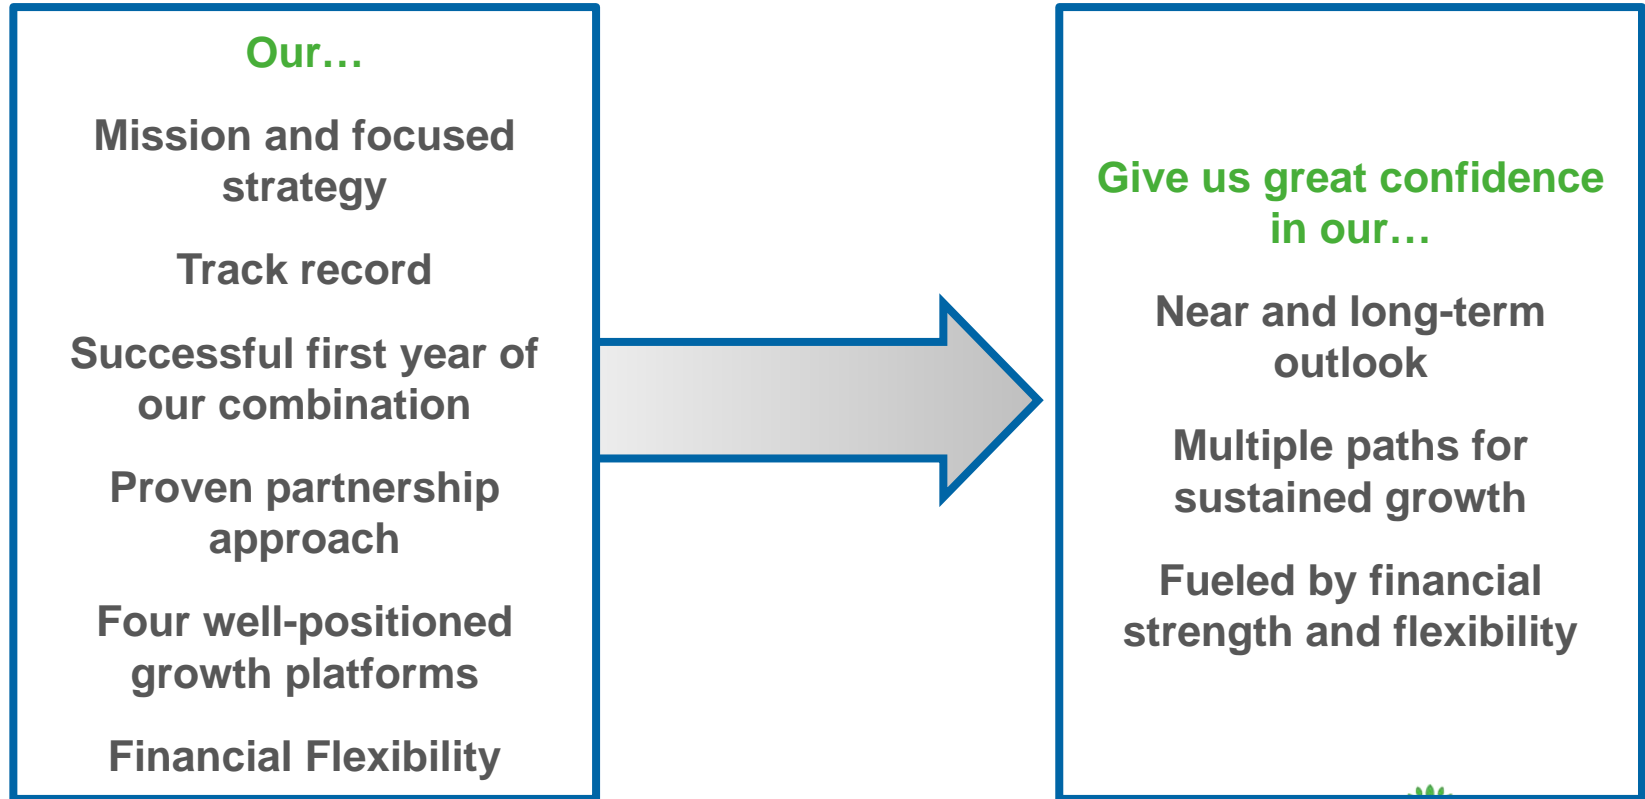 Our…
Mission and focused
strategy
Track record
Successful first year of
our combination
Proven partnership
approach
Four well-positioned
growth platforms
Financial Flexibility
Give us great confidence
in our…
Near and long-term
outlook
Multiple paths for
sustained growth
Fueled by financial
strength and flexibility